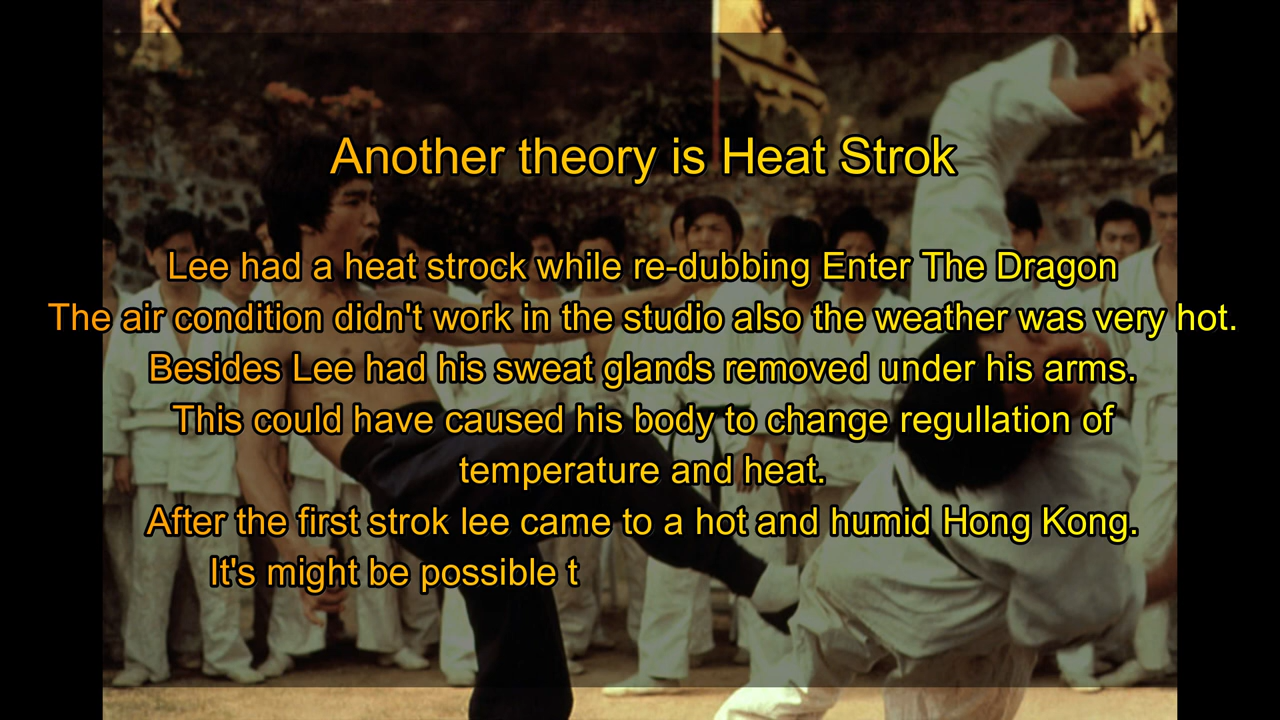 Another theory is Heat Strok
Lee had a heat strock while re-dubbing Enter The Dragon
The air condition didn't work in the studio also the weather was very hot.
Besides Lee had his sweat glands removed under his arms.
This could have caused his body to change regullation of
temperature and heat.
After the first strok lee came to a hot and humid Hong Kong.
It's might be possible t